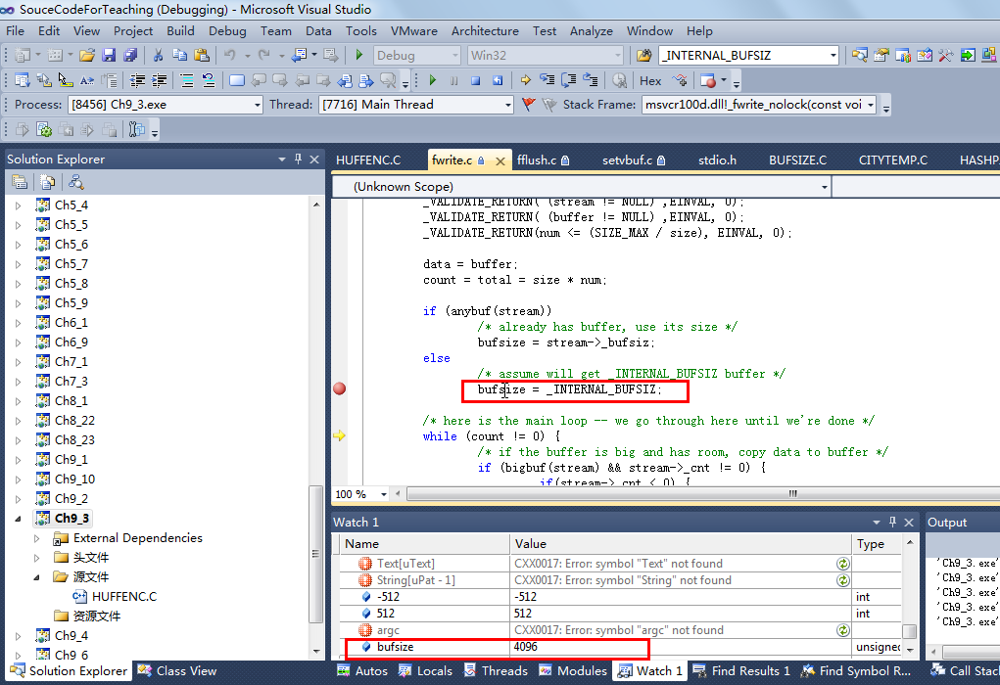 SouceCodeForTeaching (Debugging) - Microsoft Visual Studio
File Edit View Project Build Debug Team Data Tools VMware Architecture Test Analyze Window Help
Debug Win32 _INTERNAL_BUFSIZ
Hex
Process: [8456] Ch9_3.exe Thread: [7716] Main Thread Stack Frame: msvcr100d.dll!_fwrite_nolock(const voi
Solution Explorer
Ch5_4
Ch5_5
Ch5_6
Ch5_7
Ch5_8
Ch5_9
Ch6_1
Ch6_9
Ch7_1
Ch7_3
Ch8_1
Ch8_22
Ch8_23
Ch9_1
Ch9_10
Ch9_2
Ch9_3
External Dependencies
头文件
源文件
HUFFENC.C
资源文件
Ch9_4
Ch9_6
Solution Explorer Class View
HUFFENC.C fwrite.c fflush.c setvbuf.c stdio.h BUFSIZE.C CITYTEMP.C HASHP
(Unknown Scope)
_VALIDATE_RETURN( (stream != NULL) ,EINVAL, 0);
_VALIDATE_RETURN( (buffer != NULL) ,EINVAL, 0);
_VALIDATE_RETURN(num <= (SIZE_MAX / size), EINVAL, 0);
data = buffer;
count = total = size * num;
if (anybuf(stream))
/* already has buffer, use its size */
bufsize = stream->_bufsiz;
else
/* assume will get _INTERNAL_BUFSIZ buffer */
bufsize = _INTERNAL_BUFSIZ;
/* here is the main loop -- we go through here until we're done */
while (count != 0) {
/* if the buffer is big and has room, copy data to buffer */
if (bigbuf(stream) && stream->_cnt != 0) {
if(stream->_cnt < 0) {
100 %
Watch 1
Name Value Type
Text[uText] CXX0017: Error: symbol "Text" not found
String[uPat - 1] CXX0017: Error: symbol "String" not found
-512 -512 int
512 512 int
argc CXX0017: Error: symbol "argc" not found
bufsize 4096 unsigned
Output
'Ch9_3.exe'
'Ch9_3.exe'
'Ch9_3.exe'
'Ch9_3.exe'
'Ch9_3.exe'
Autos Locals Threads Modules Watch 1 Find Results 1 Find Symbol R... Call Stack